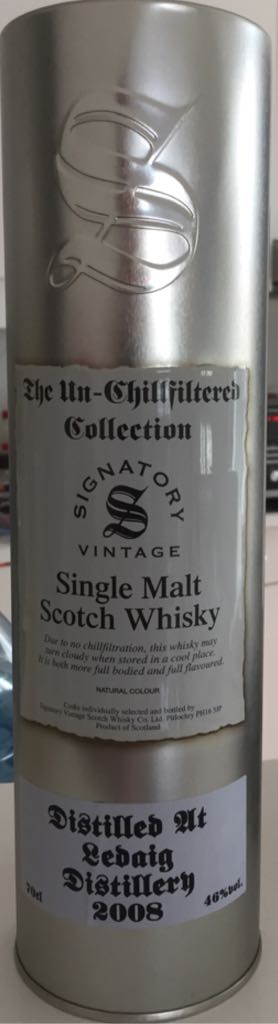 S
The Un-Chillfiltered
Collection
SIGNATORY
S
VINTAGE
Single Malt
Scotch Whisky
Due to no chillfiltration, this whisky may
turn cloudy when stored in a cool place.
It is both more full bodied and full flavoured.
NATURAL COLOUR
Casks individually selected and bottled by
Signatory Vintage Scotch Whisky Co. Ltd. Pitlochry PH16 5JP
Product of Scotland
Distilled At
Ledaig
Distillery
70cl 2008 46%vol.